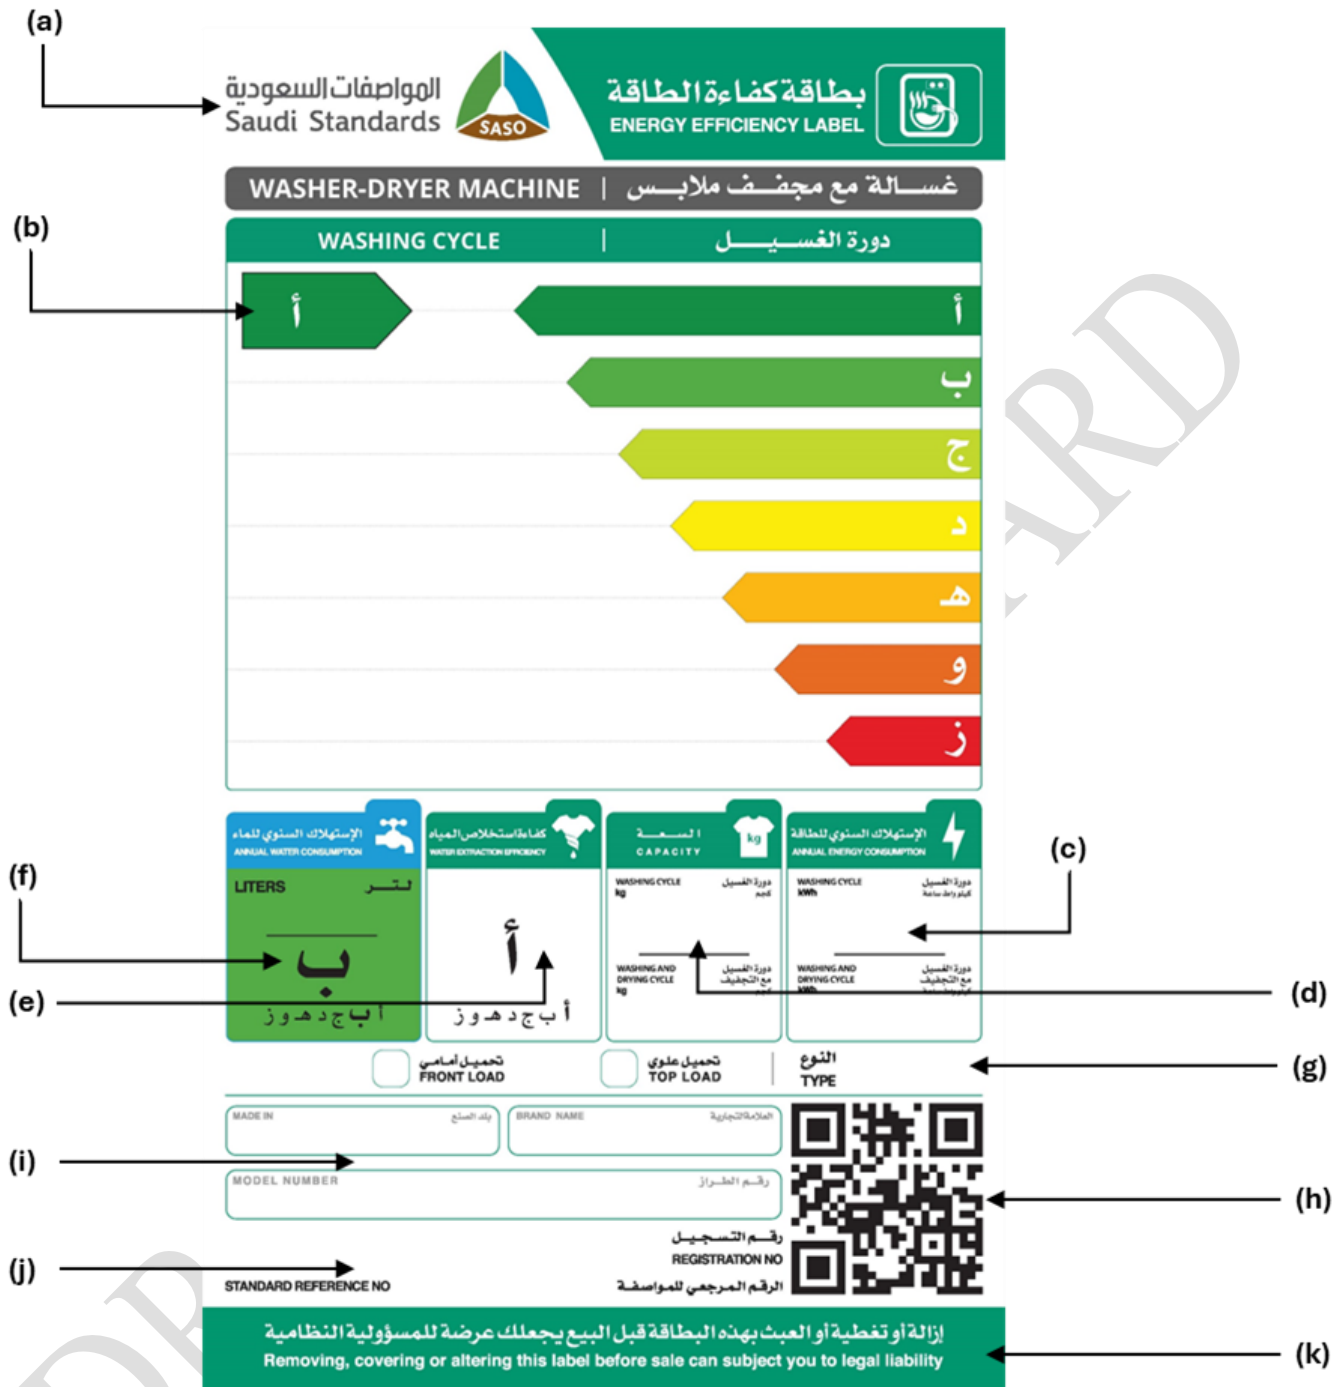 (a)
المواصفات السعودية
Saudi Standards
SASO
بطاقة كفاءة الطاقة
ENERGY EFFICIENCY LABEL
WASHER-DRYER MACHINE | غسالة مع مجفف ملابس
(b)
WASHING CYCLE | دورة الغسيل
أ
أ
ب
ج
د
هـ
و
ز
(f)
(e)
الإستهلاك السنوي للماء
ANNUAL WATER CONSUMPTION
LITERS لتر
ب
أ ب ج د هـ و ز
كفاءة استخلاص المياه
WATER EXTRACTION EFFICIENCY
أ
أ ب ج د هـ و ز
السعة
CAPACITY
kg
WASHING CYCLE دورة الغسيل
kg كجم
WASHING AND دورة الغسيل
DRYING CYCLE مع التجفيف
kg كجم
الإستهلاك السنوي للطاقة
ANNUAL ENERGY CONSUMPTION
WASHING CYCLE دورة الغسيل
kWh كيلو واط ساعة
WASHING AND دورة الغسيل
DRYING CYCLE مع التجفيف
kWh كيلو واط ساعة
(c)
(d)
تحميل أمامي
FRONT LOAD
تحميل علوي
TOP LOAD
النوع
TYPE
(g)
MADE IN بلد الصنع
BRAND NAME العلامة التجارية
(i)
MODEL NUMBER رقم الطراز
(h)
رقم التسجيل
REGISTRATION NO
(j)
STANDARD REFERENCE NO الرقم المرجعي للمواصفة
إزالة أو تغطية أو العبث بهذه البطاقة قبل البيع يجعلك عرضة للمسؤولية النظامية
Removing, covering or altering this label before sale can subject you to legal liability
(k)